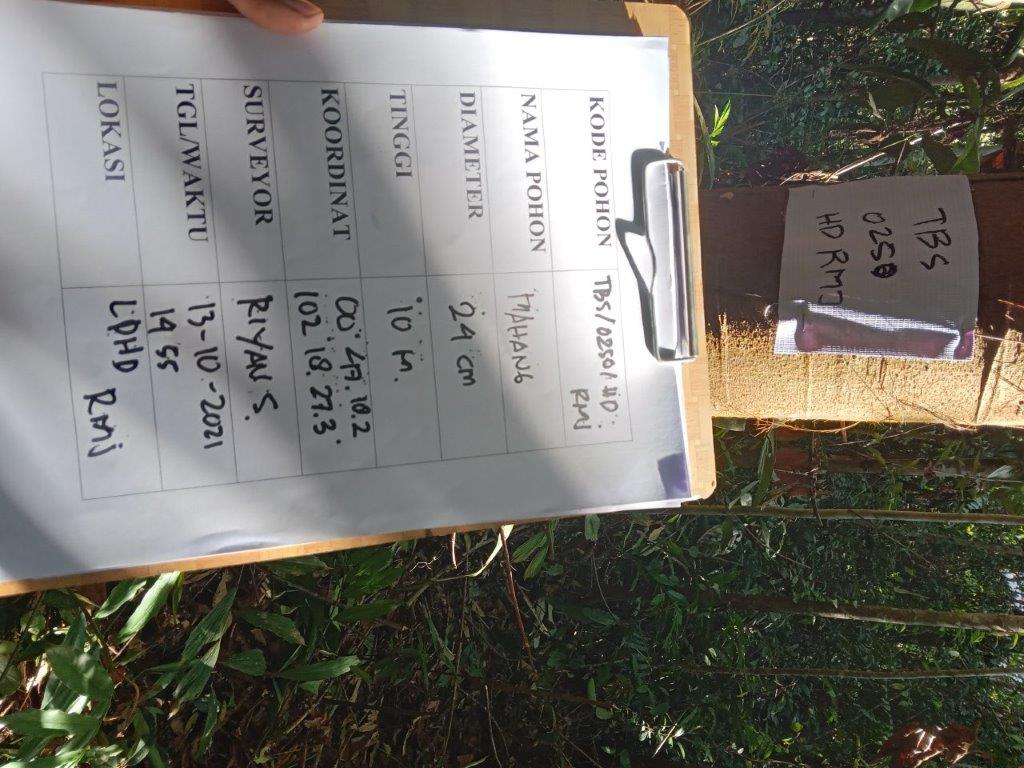 TBS
0250
HD RMJ
KODE POHON TBS/0250/HD.
RMJ
NAMA POHON MAHANG
DIAMETER 24 cm
TINGGI 10 m.
KOORDINAT 00° 47 10.2
102° 18. 27.3.
SURVEYOR RIYAN S.
TGL/WAKTU 13-10-2021
14 55
LOKASI LPHD RMJ